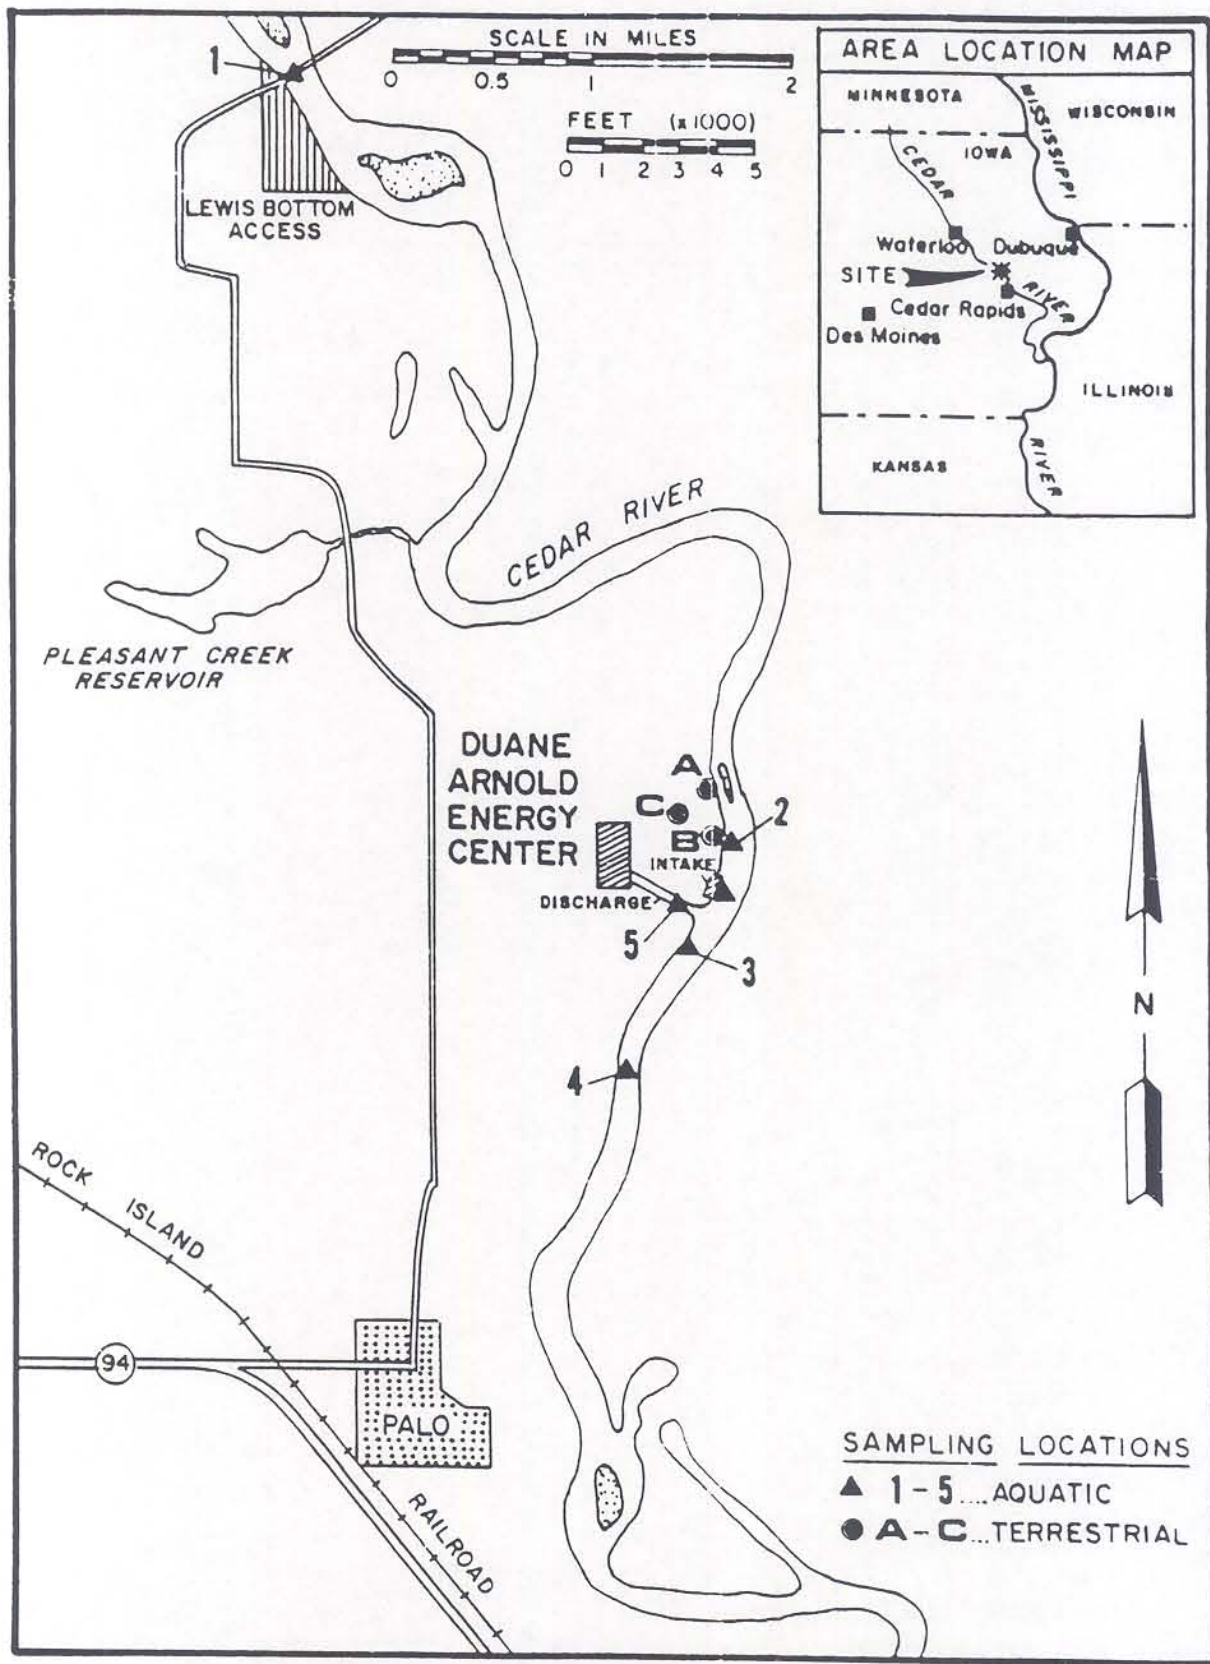 SCALE IN MILES
0 0.5 1 2
FEET (x 1000)
0 1 2 3 4 5
AREA LOCATION MAP
MINNESOTA
WISCONSIN
MISSISSIPPI
IOWA
CEDAR
Waterloo
Dubuque
SITE
RIVER
Cedar Rapids
Des Moines
ILLINOIS
KANSAS
RIVER
1
LEWIS BOTTOM
ACCESS
CEDAR RIVER
PLEASANT CREEK
RESERVOIR
DUANE
ARNOLD
ENERGY
CENTER
A
C
B
2
INTAKE
DISCHARGE
5
3
4
N
ROCK ISLAND
94
PALO
RAILROAD
SAMPLING LOCATIONS
▲ 1-5....AQUATIC
● A-C...TERRESTRIAL